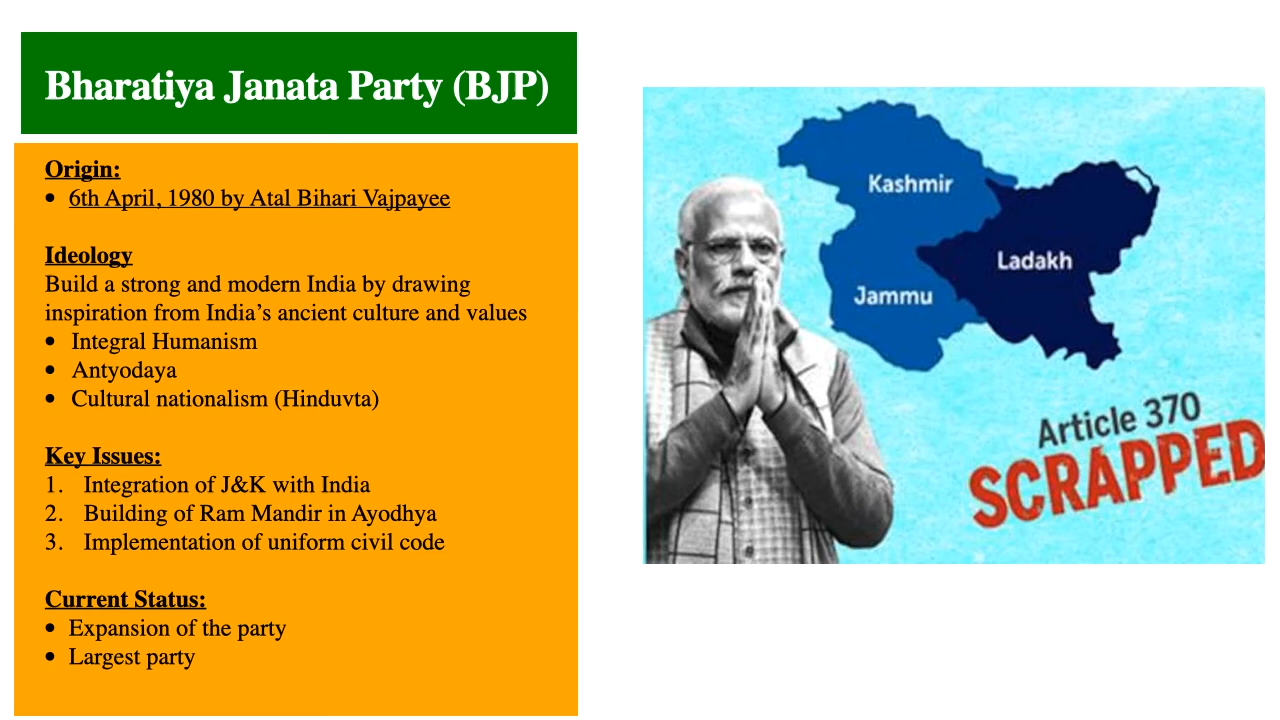 Bharatiya Janata Party (BJP)
Origin:
• 6th April, 1980 by Atal Bihari Vajpayee
Ideology
Build a strong and modern India by drawing
inspiration from India’s ancient culture and values
• Integral Humanism
• Antyodaya
• Cultural nationalism (Hinduvta)
Key Issues:
1. Integration of J&K with India
2. Building of Ram Mandir in Ayodhya
3. Implementation of uniform civil code
Current Status:
• Expansion of the party
• Largest party
Kashmir
Ladakh
Jammu
Article 370
SCRAPPED